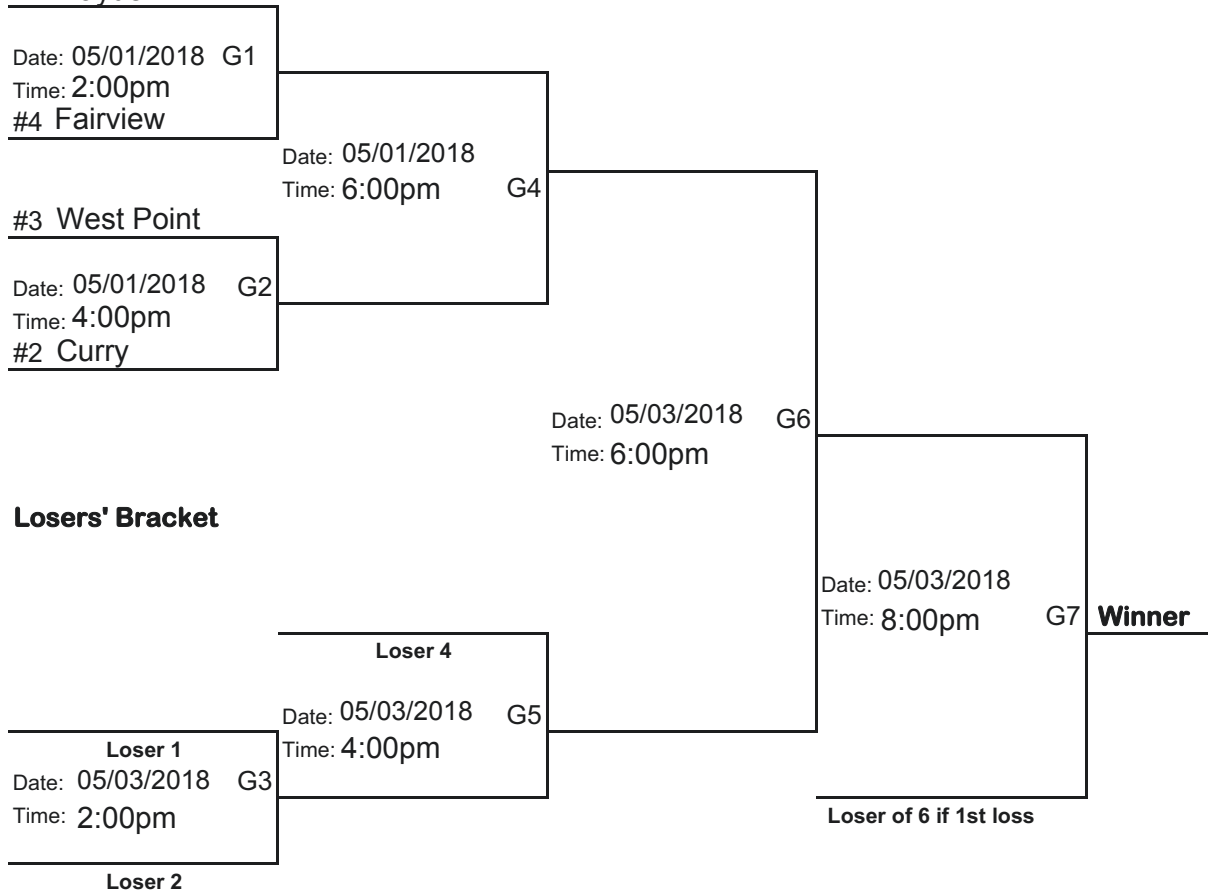 Date: 05/01/2018 G1
Time: 2:00pm
#4 Fairview
Date: 05/01/2018
Time: 6:00pm G4
#3 West Point
Date: 05/01/2018 G2
Time: 4:00pm
#2 Curry
Date: 05/03/2018 G6
Time: 6:00pm
Losers' Bracket
Date: 05/03/2018
Time: 8:00pm G7 Winner
Loser 4
Date: 05/03/2018 G5
Time: 4:00pm
Loser 1
Date: 05/03/2018 G3
Time: 2:00pm
Loser of 6 if 1st loss
Loser 2